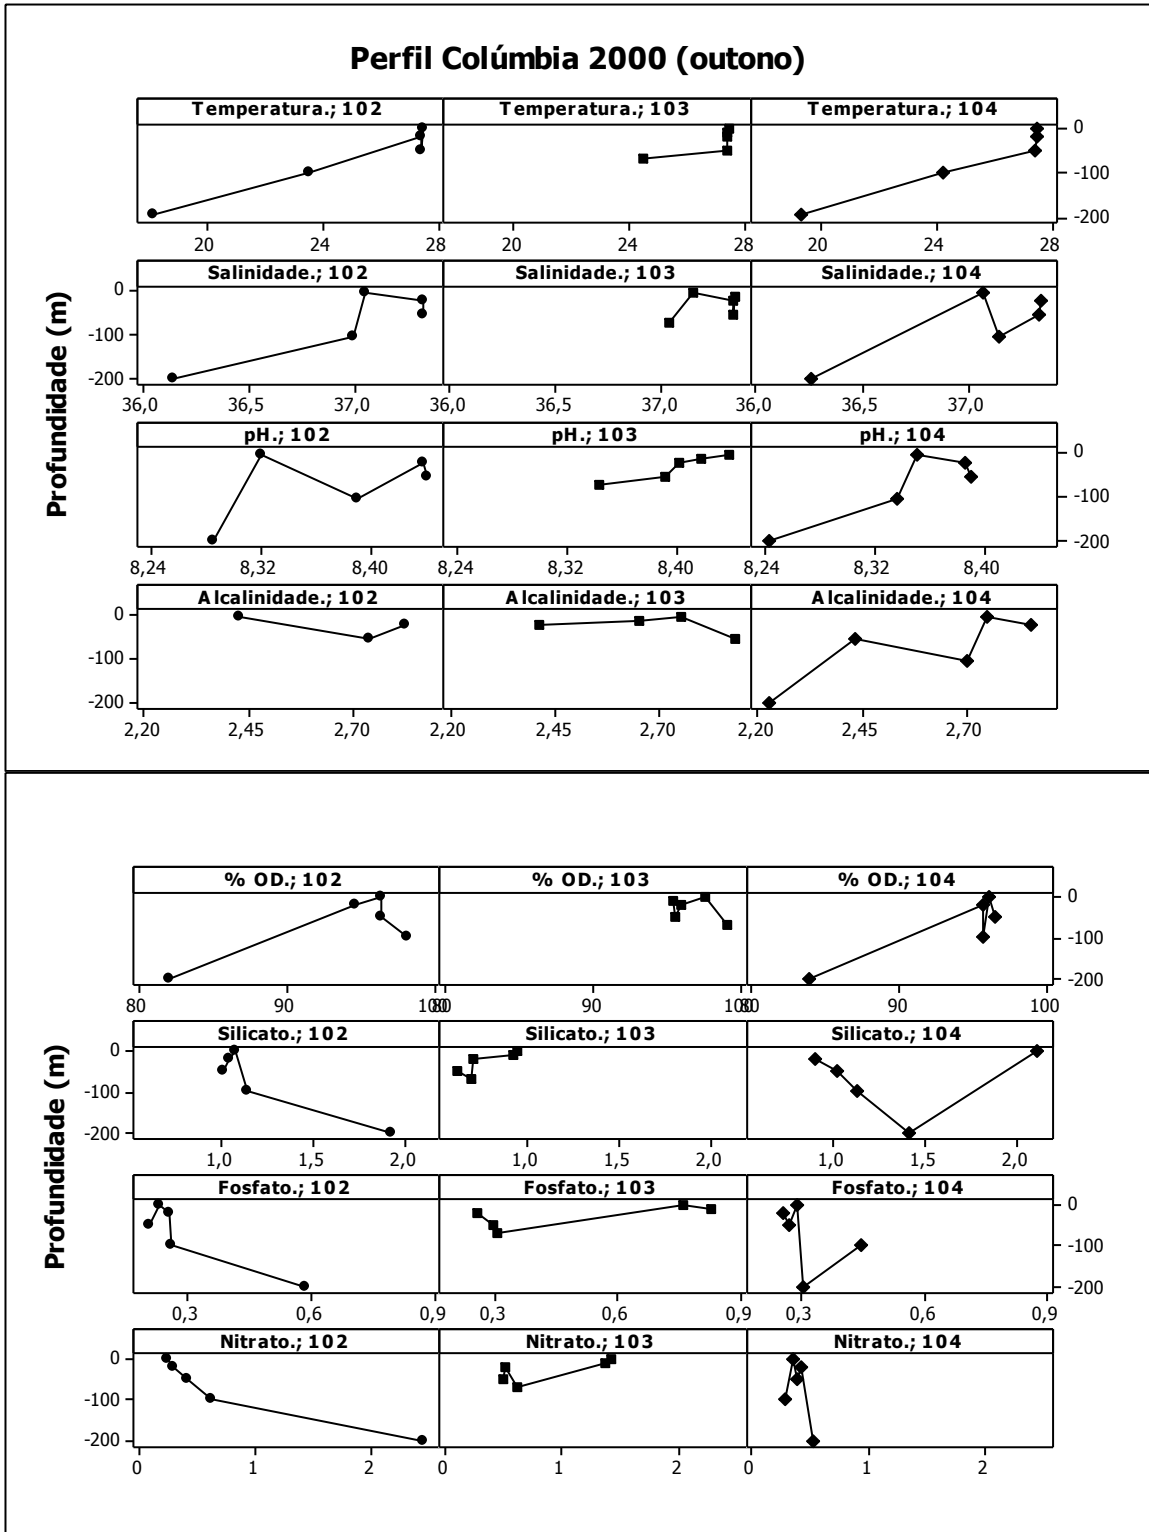 Perfil Colúmbia 2000 (outono)
Temperatura.; 102 Temperatura.; 103 Temperatura.; 104
0
-100
-200
20 24 28 20 24 28 20 24 28
Salinidade.; 102 Salinidade.; 103 Salinidade.; 104
0
-100
-200
36,0 36,5 37,0 36,0 36,5 37,0 36,0 36,5 37,0
Profundidade (m)
pH.; 102 pH.; 103 pH.; 104
0
-100
-200
8,24 8,32 8,40 8,24 8,32 8,40 8,24 8,32 8,40
Alcalinidade.; 102 Alcalinidade.; 103 Alcalinidade.; 104
0
-100
-200
2,20 2,45 2,70 2,20 2,45 2,70 2,20 2,45 2,70
% OD.; 102 % OD.; 103 % OD.; 104
0
-100
-200
80 90 100 80 90 100 80 90 100
Silicato.; 102 Silicato.; 103 Silicato.; 104
0
-100
-200
1,0 1,5 2,0 1,0 1,5 2,0 1,0 1,5 2,0
Profundidade (m)
Fosfato.; 102 Fosfato.; 103 Fosfato.; 104
0
-100
-200
0,3 0,6 0,9 0,3 0,6 0,9 0,3 0,6 0,9
Nitrato.; 102 Nitrato.; 103 Nitrato.; 104
0
-100
-200
0 1 2 0 1 2 0 1 2